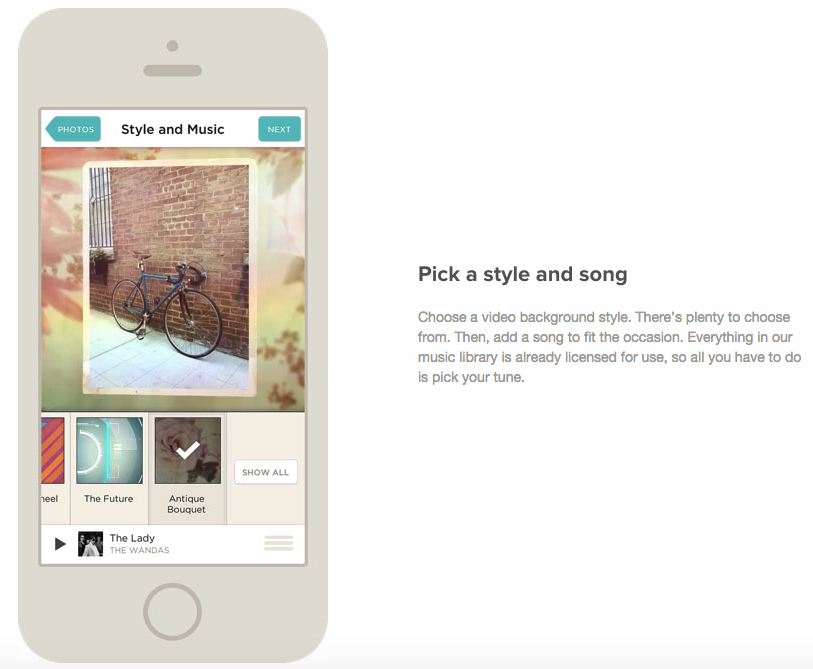 PHOTOS
Style and Music
NEXT
heel
The Future
Antique
Bouquet
SHOW ALL
The Lady
THE WANDAS
Pick a style and song
Choose a video background style. There's plenty to choose
from. Then, add a song to fit the occasion. Everything in our
music library is already licensed for use, so all you have to do
is pick your tune.